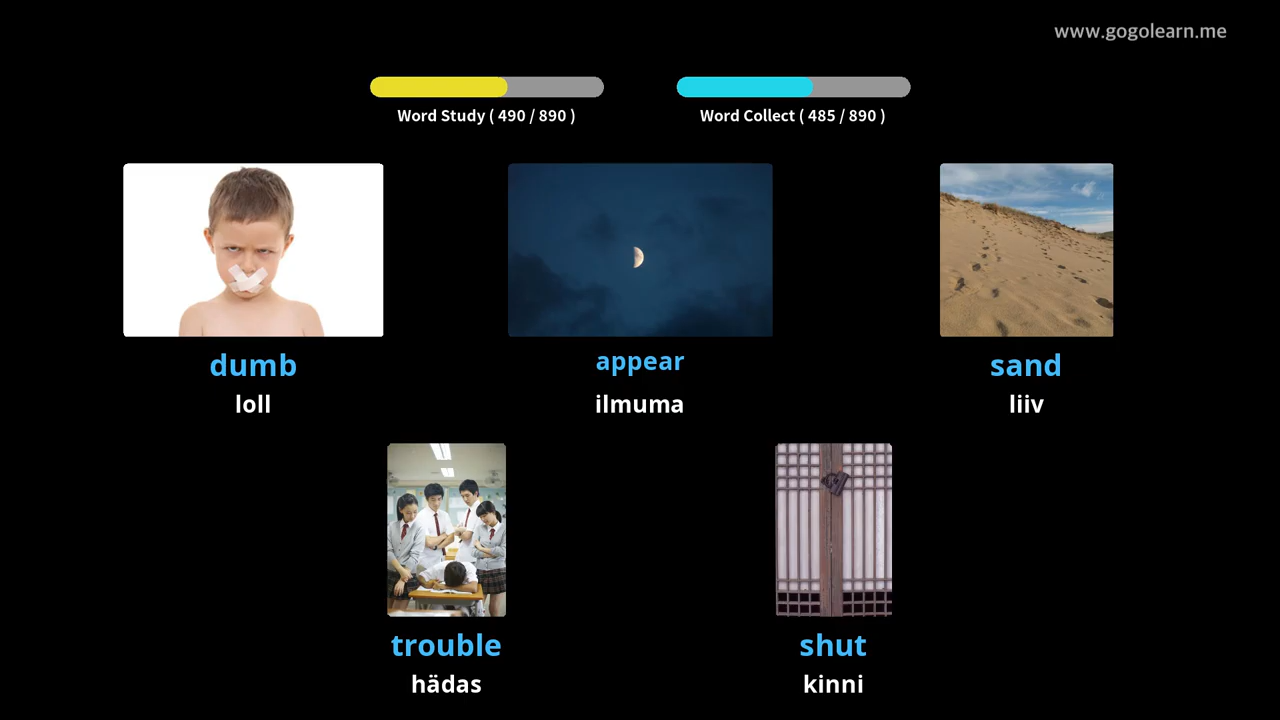 www.gogolearn.me
Word Study ( 490 / 890 )
Word Collect ( 485 / 890 )
dumb
loll
appear
ilmuma
sand
liiv
trouble
hädas
shut
kinni